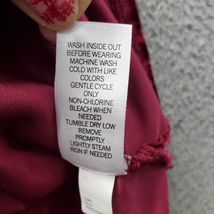 WASH INSIDE OUT
BEFORE WEARING
MACHINE WASH
COLD WITH LIKE
COLORS
GENTLE CYCLE
ONLY
NON-CHLORINE
BLEACH WHEN
NEEDED
TUMBLE DRY LOW
REMOVE
PROMPTLY
LIGHTLY STEAM
IRON IF NEEDED